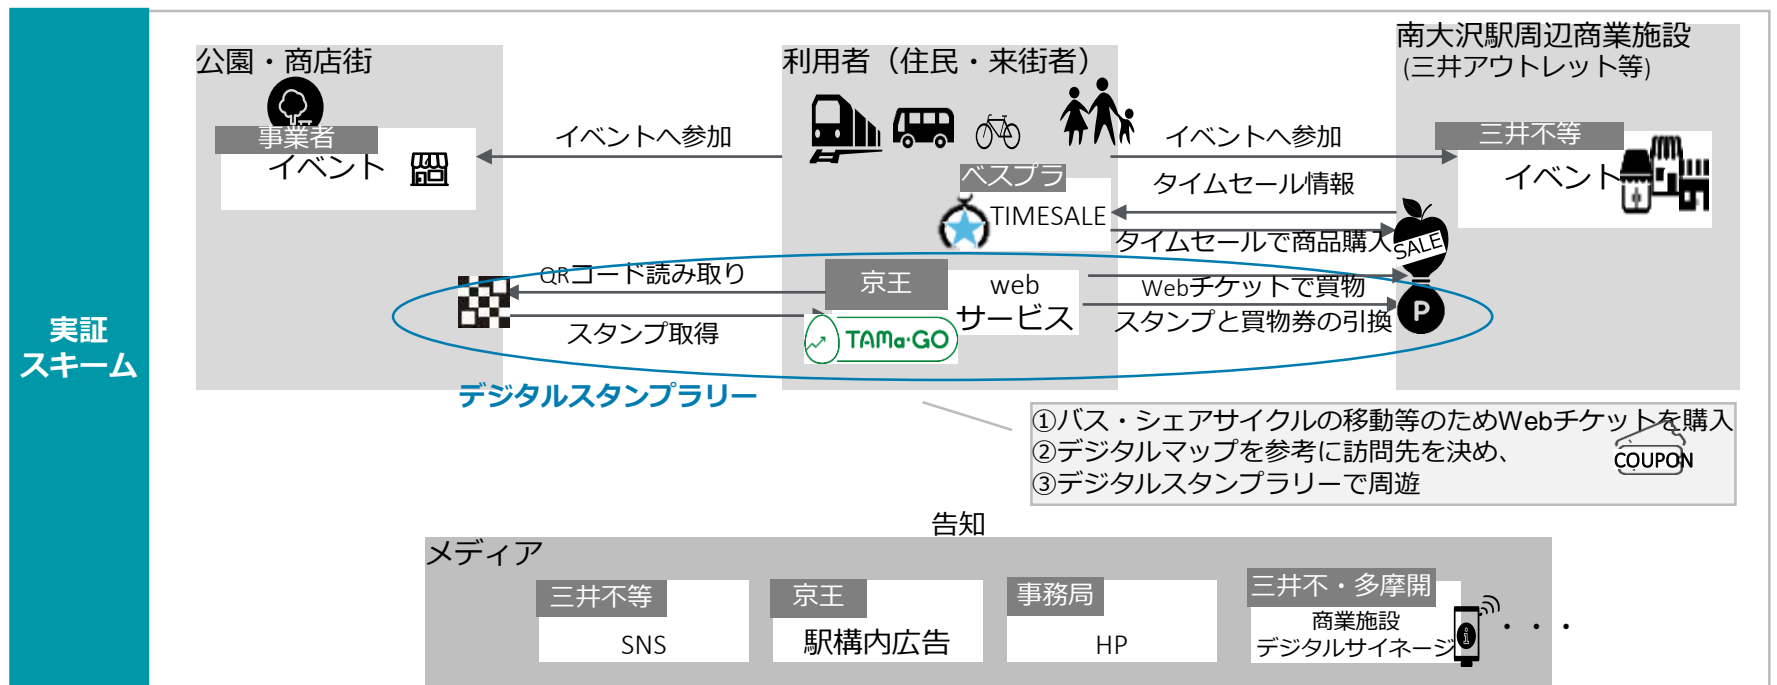 実証
スキーム
公園・商店街
事業者
イベント
イベントへ参加
利用者（住民・来街者）
ベスプラ
TIMESALE
イベントへ参加
タイムセール情報
タイムセールで商品購入
南大沢駅周辺商業施設
(三井アウトレット等)
三井不等
イベント
SALE
QRコード読み取り
スタンプ取得
京王
web
サービス
TAMa・GO
Webチケットで買物
スタンプと買物券の引換
P
デジタルスタンプラリー
①バス・シェアサイクルの移動等のためWebチケットを購入
②デジタルマップを参考に訪問先を決め、
③デジタルスタンプラリーで周遊
COUPON
告知
メディア
三井不等
SNS
京王
駅構内広告
事務局
HP
三井不・多摩開
商業施設
デジタルサイネージ
i
・・・